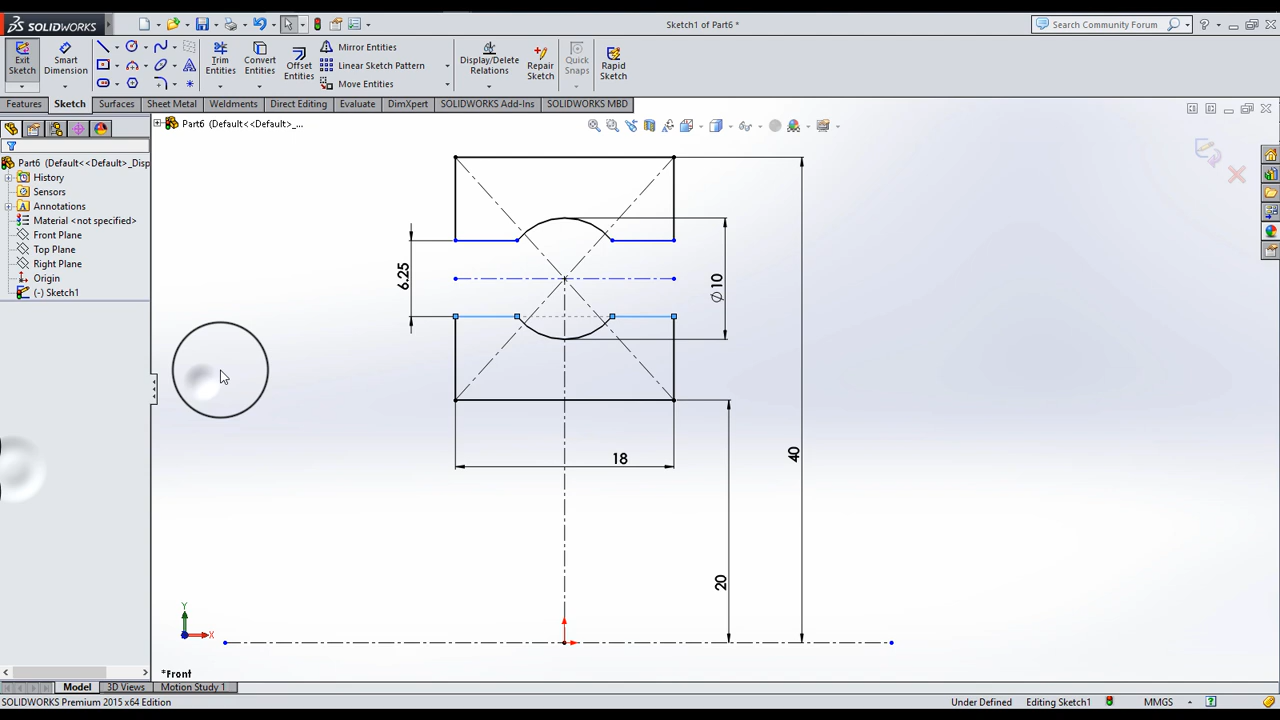 SOLIDWORKS
Sketch1 of Part6 *
Search Community Forum
Exit Sketch
Smart Dimension
Trim Entities
Convert Entities
Offset Entities
Mirror Entities
Linear Sketch Pattern
Move Entities
Display/Delete Relations
Repair Sketch
Quick Snaps
Rapid Sketch
Features Sketch Surfaces Sheet Metal Weldments Direct Editing Evaluate DimXpert SOLIDWORKS Add-Ins SOLIDWORKS MBD
Part6 (Default<<Default>_...
Part6 (Default<<Default>_Disp
History
Sensors
Annotations
Material <not specified>
Front Plane
Top Plane
Right Plane
Origin
(-) Sketch1
6.25
∅10
18
40
20
Y
X
*Front
Model 3D Views Motion Study 1
SOLIDWORKS Premium 2015 x64 Edition
Under Defined Editing Sketch1 MMGS